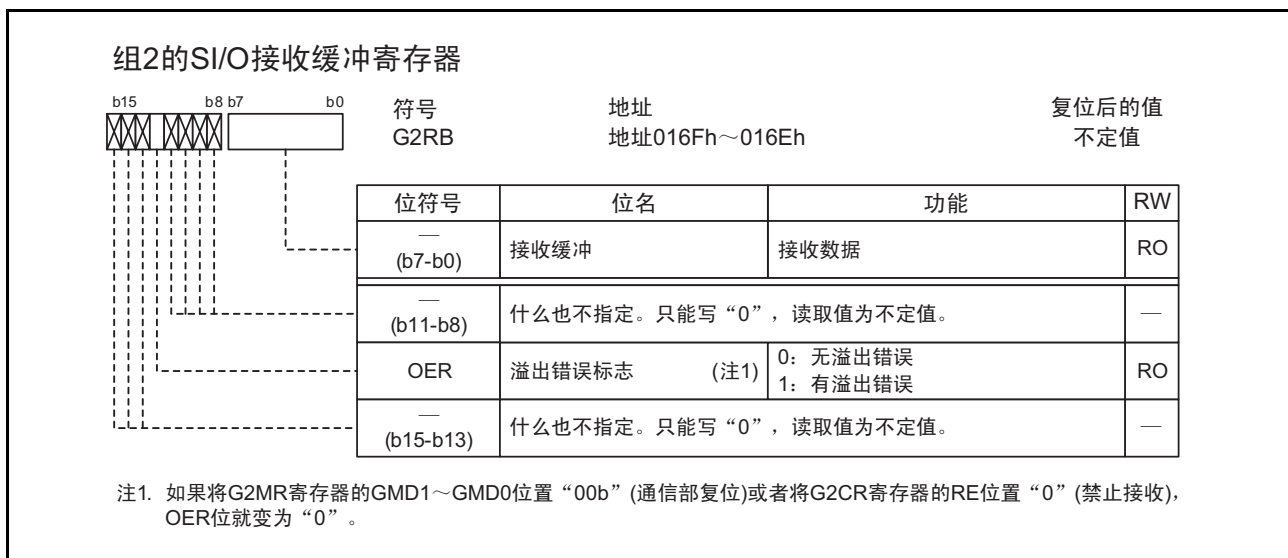 组2的SI/O接收缓冲寄存器
b15 b8 b7 b0
符号 地址 复位后的值
G2RB 地址016Fh～016Eh 不定值
位符号 位名 功能 RW
—
(b7-b0) 接收缓冲 接收数据 RO
—
(b11-b8) 什么也不指定。只能写“0”，读取值为不定值。 —
OER 溢出错误标志 (注1) 0：无溢出错误
1：有溢出错误 RO
—
(b15-b13) 什么也不指定。只能写“0”，读取值为不定值。 —
注1. 如果将G2MR寄存器的GMD1～GMD0位置“00b”(通信部复位)或者将G2CR寄存器的RE位置“0”(禁止接收)，
OER位就变为“0”。